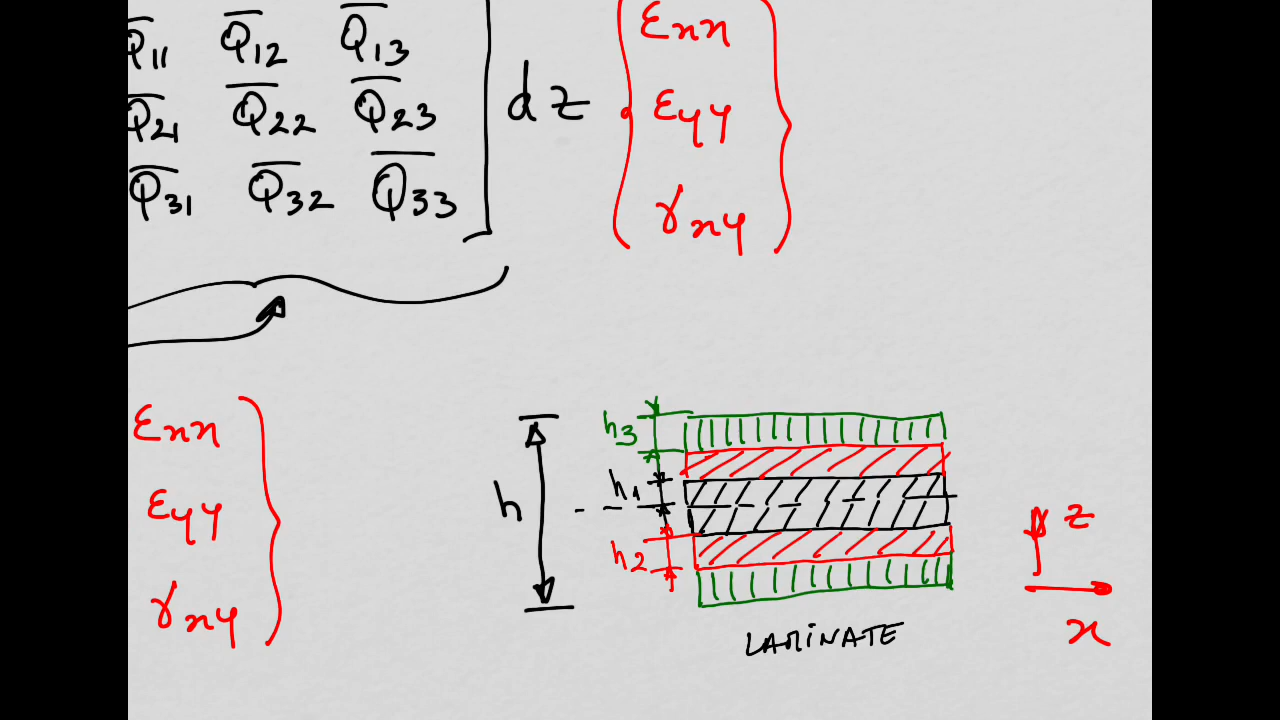 Q̅11 Q̅12 Q̅13
Q̅21 Q̅22 Q̅23
Q̅31 Q̅32 Q̅33
dz
εxx
εyy
γxy
εxx
εyy
γxy
h
h3
h1
h2
z
x
LAMINATE